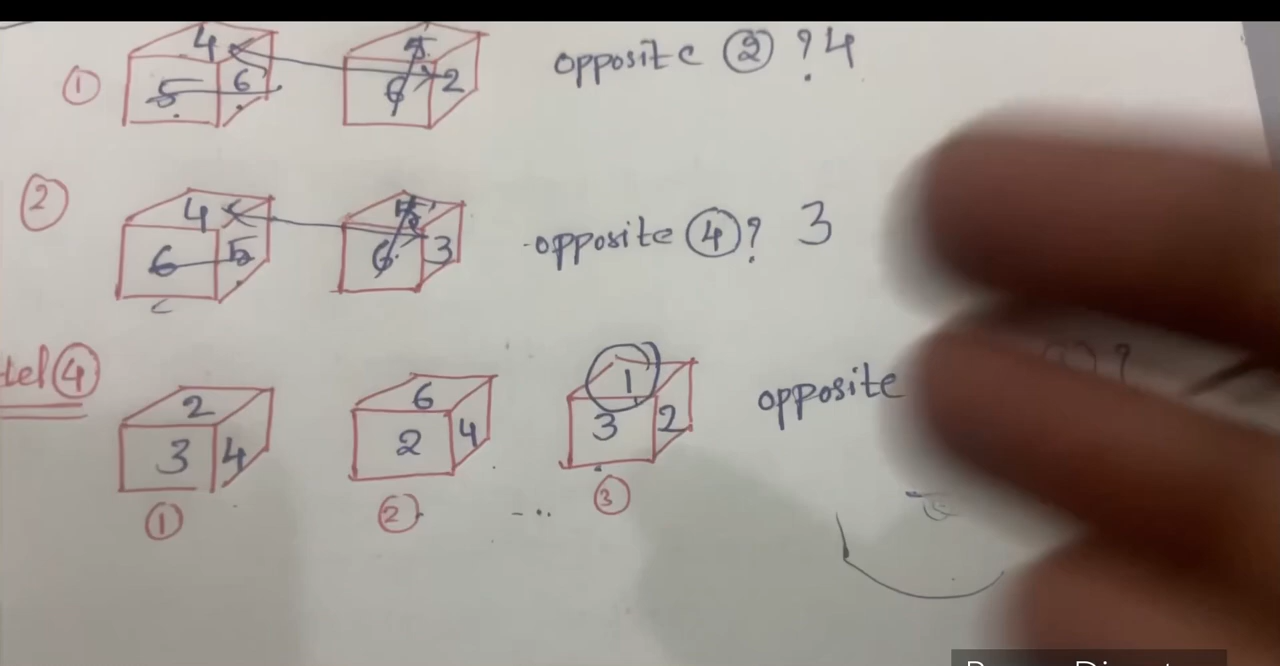 ① 4 5 6 5 6 2 opposite ② ? 4
② 4 6 5 5 6 3 opposite ④ ? 3
④
2 3 4 6 2 4 1 3 2 opposite ?
① ② ③